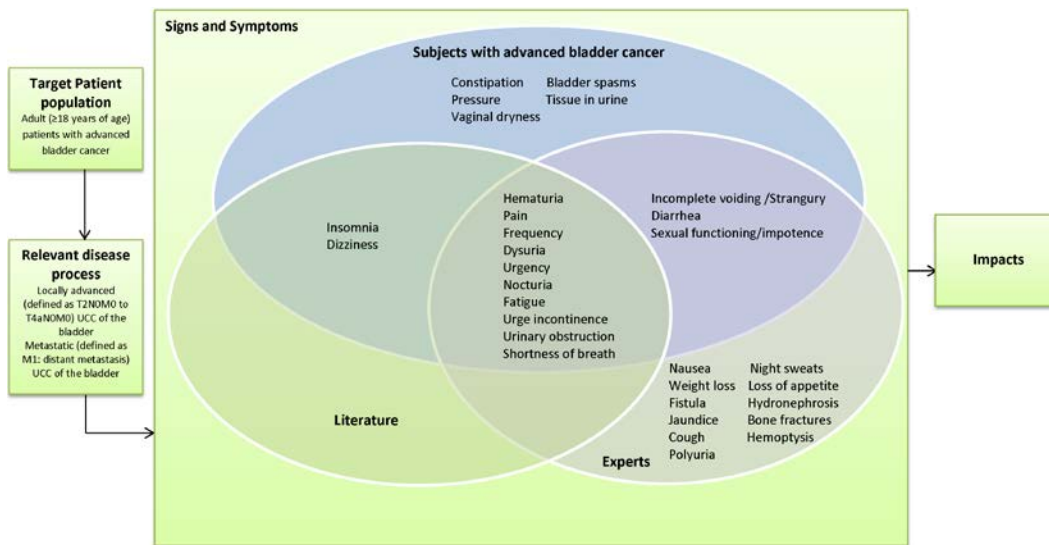 Signs and Symptoms
Target Patient
population
Adult (≥18 years of age)
patients with advanced
bladder cancer
Relevant disease
process
Locally advanced
(defined as T2N0M0 to
T4aN0M0) UCC of the
bladder
Metastatic (defined as
M1: distant metastasis)
UCC of the bladder
Subjects with advanced bladder cancer
Constipation Bladder spasms
Pressure Tissue in urine
Vaginal dryness
Insomnia
Dizziness
Hematuria
Pain
Frequency
Dysuria
Urgency
Nocturia
Fatigue
Urge incontinence
Urinary obstruction
Shortness of breath
Incomplete voiding /Strangury
Diarrhea
Sexual functioning/impotence
Literature
Nausea Night sweats
Weight loss Loss of appetite
Fistula Hydronephrosis
Jaundice Bone fractures
Cough Hemoptysis
Polyuria
Experts
Impacts